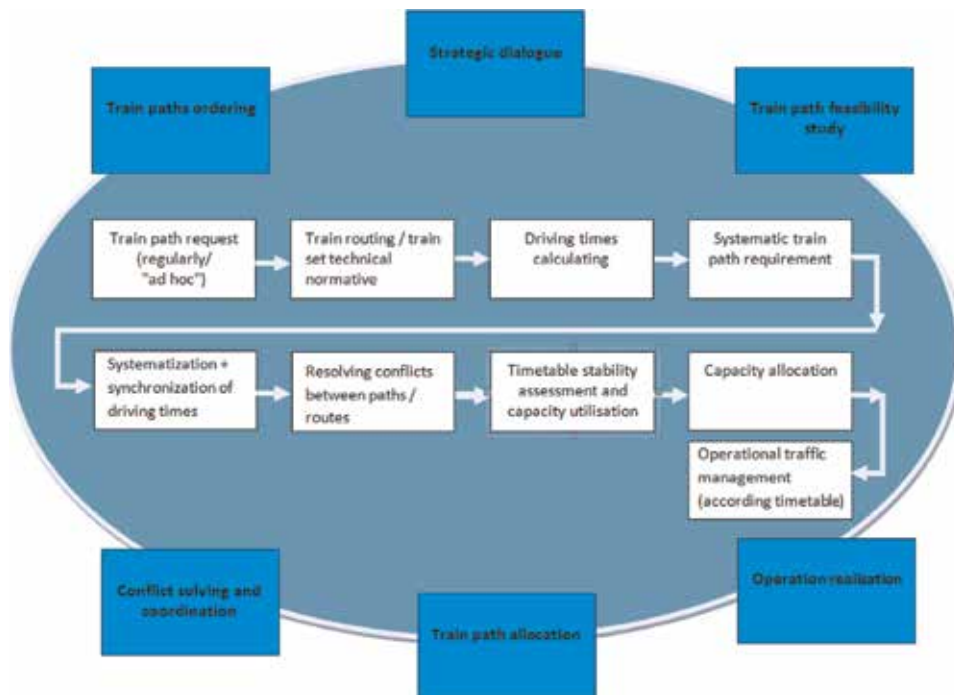 Strategic dialogue
Train paths ordering
Train path feasibility
study
Train path request
(regularly/
"ad hoc")
Train routing / train
set technical
normative
Driving times
calculating
Systematic train
path requirement
Systematization +
synchronization of
driving times
Resolving conflicts
between paths /
routes
Timetable stability
assessment and
capacity utilisation
Capacity allocation
Operational traffic
management
(according timetable)
Conflict solving and
coordination
Train path allocation
Operation realization